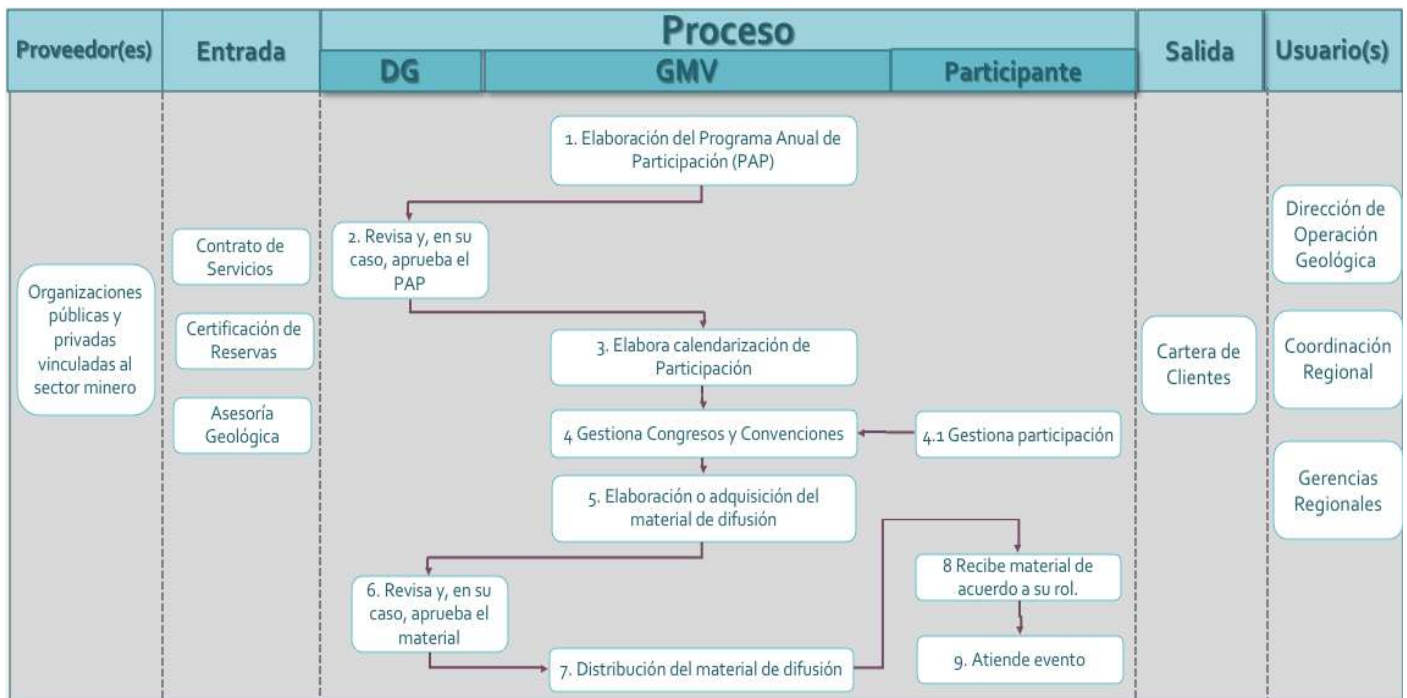 Proveedor(es)
Entrada
Proceso
DG
GMV
Participante
Salida
Usuario(s)
Organizaciones
públicas y
privadas
vinculadas al
sector minero
Contrato de
Servicios
Certificación de
Reservas
Asesoría
Geológica
1. Elaboración del Programa Anual de
Participación (PAP)
2. Revisa y, en su
caso, aprueba el
PAP
3. Elabora calendarización de
Participación
4 Gestiona Congresos y Convenciones
4.1 Gestiona participación
5. Elaboración o adquisición del
material de difusión
6. Revisa y, en su
caso, aprueba el
material
7. Distribución del material de difusión
8 Recibe material de
acuerdo a su rol.
9. Atiende evento
Cartera de
Clientes
Dirección de
Operación
Geológica
Coordinación
Regional
Gerencias
Regionales